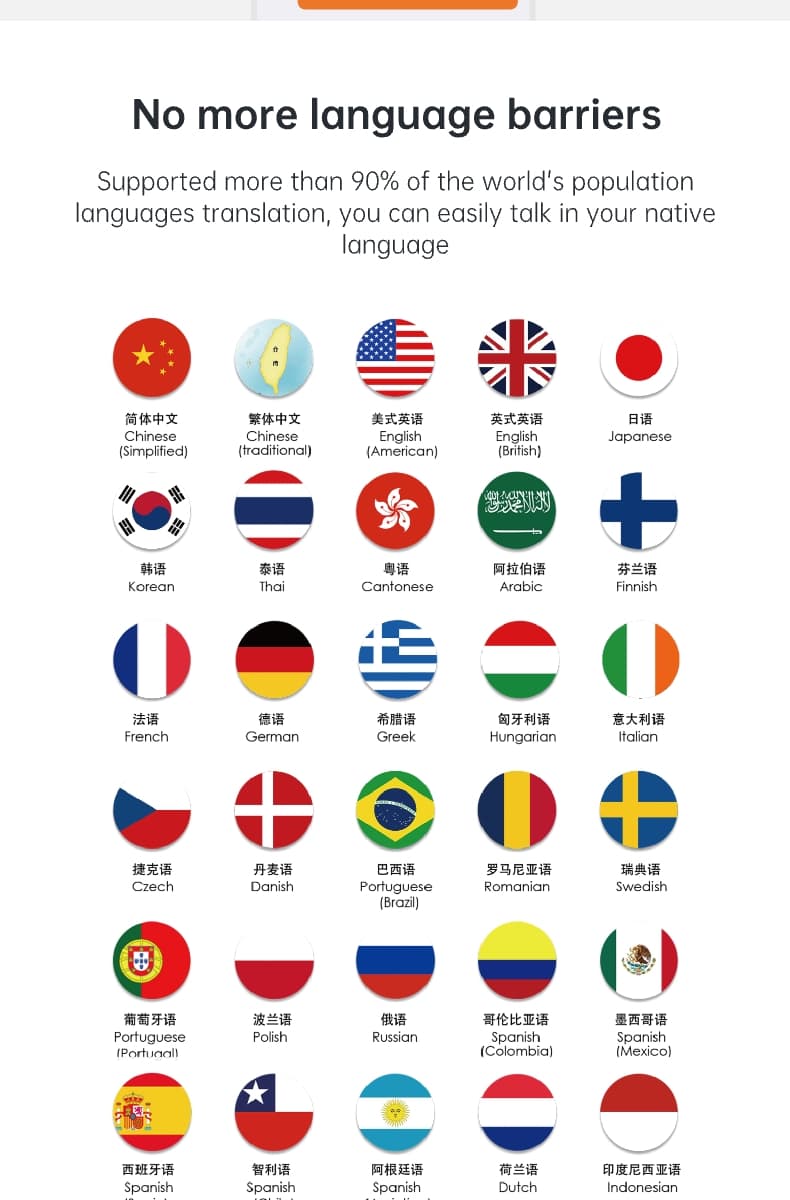 No more language barriers
Supported more than 90% of the world's population
languages translation, you can easily talk in your native
language
台
湾
简体中文
Chinese
(Simplified)
繁体中文
Chinese
(traditional)
美式英语
English
(American)
英式英语
English
(British)
日语
Japanese
韩语
Korean
泰语
Thai
粤语
Cantonese
阿拉伯语
Arabic
芬兰语
Finnish
法语
French
德语
German
希腊语
Greek
匈牙利语
Hungarian
意大利语
Italian
捷克语
Czech
丹麦语
Danish
巴西语
Portuguese
(Brazil)
罗马尼亚语
Romanian
瑞典语
Swedish
葡萄牙语
Portuguese
(Portugal)
波兰语
Polish
俄语
Russian
哥伦比亚语
Spanish
(Colombia)
墨西哥语
Spanish
(Mexico)
西班牙语
Spanish
智利语
Spanish
阿根廷语
Spanish
荷兰语
Dutch
印度尼西亚语
Indonesian